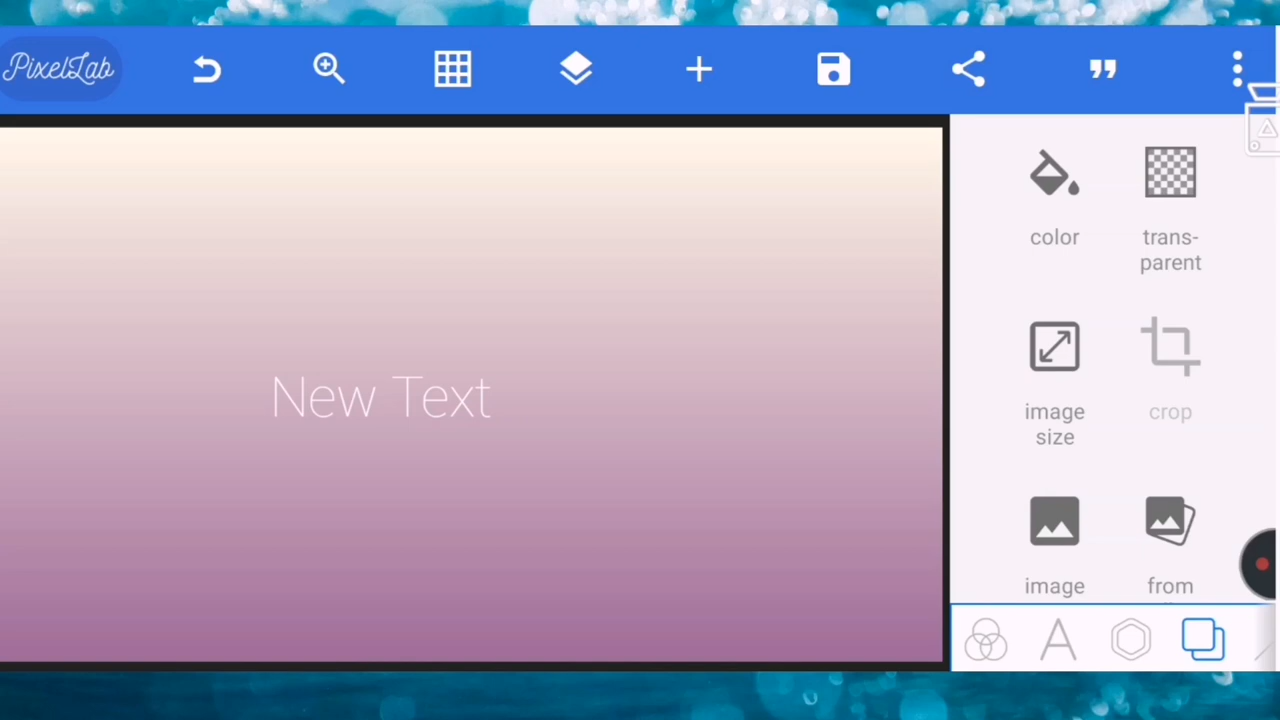 PixelLab
color
trans-
parent
New Text
image
size
crop
image
from